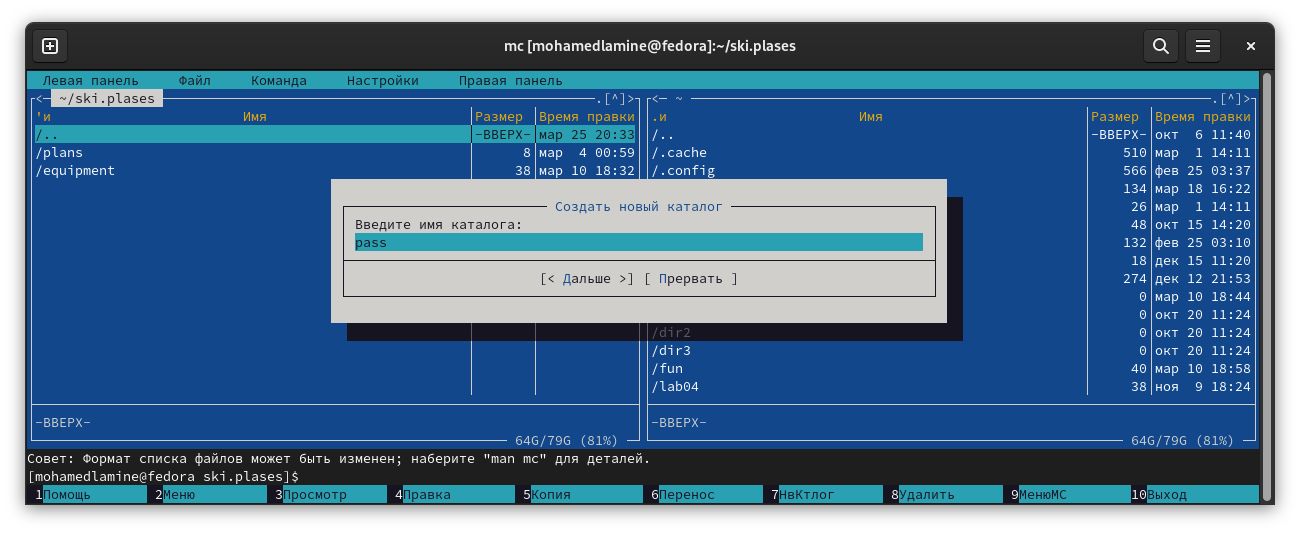 mc [mohamedlamine@fedora]:~/ski.plases
Левая панель Файл Команда Настройки Правая панель
<─ ~/ski.plases .[^]> <─ ~ .[^]>
'и Имя Размер Время правки .и Имя Размер Время правки
/.. -ВВЕРХ- мар 25 20:33 /.. -ВВЕРХ- окт 6 11:40
/plans 8 мар 4 00:59 /.cache 510 мар 1 14:11
/equipment 38 мар 10 18:32 /.config 566 фев 25 03:37
134 мар 18 16:22
Создать новый каталог 26 мар 1 14:11
Введите имя каталога: 48 окт 15 14:20
pass 132 фев 25 03:10
18 дек 15 11:20
[< Дальше >] [ Прервать ] 274 дек 12 21:53
0 мар 10 18:44
0 окт 20 11:24
/dir2 0 окт 20 11:24
/dir3 0 окт 20 11:24
/fun 40 мар 10 18:58
/lab04 38 ноя 9 18:24
-ВВЕРХ- -ВВЕРХ-
64G/79G (81%) 64G/79G (81%)
Совет: Формат списка файлов может быть изменен; наберите "man mc" для деталей.
[mohamedlamine@fedora ski.plases]$
1Помощь 2Меню 3Просмотр 4Правка 5Копия 6Перенос 7НвКтлог 8Удалить 9МенюМС 10Выход